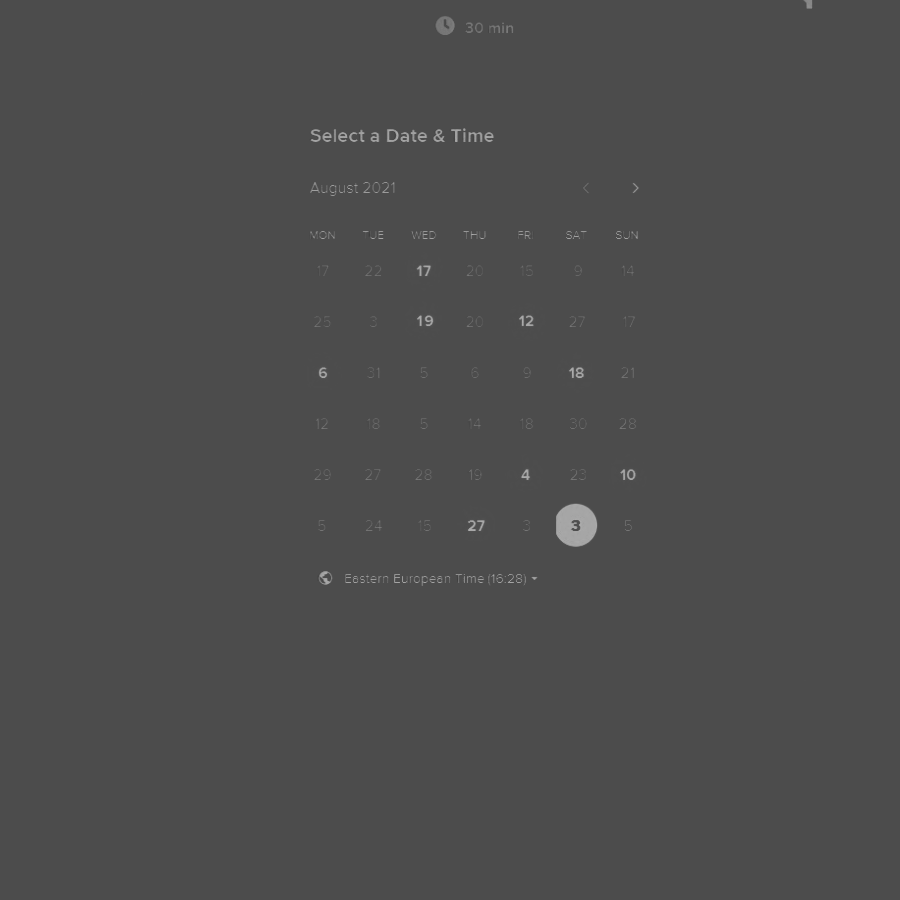 30 min
Select a Date & Time
August 2021
MON TUE WED THU FRI SAT SUN
17 22 17 20 15 9 14
25 3 19 20 12 27 17
6 31 5 6 9 18 21
12 18 5 14 18 30 28
29 27 28 19 4 23 10
5 24 15 27 3 3 5
Eastern European Time (16:28)